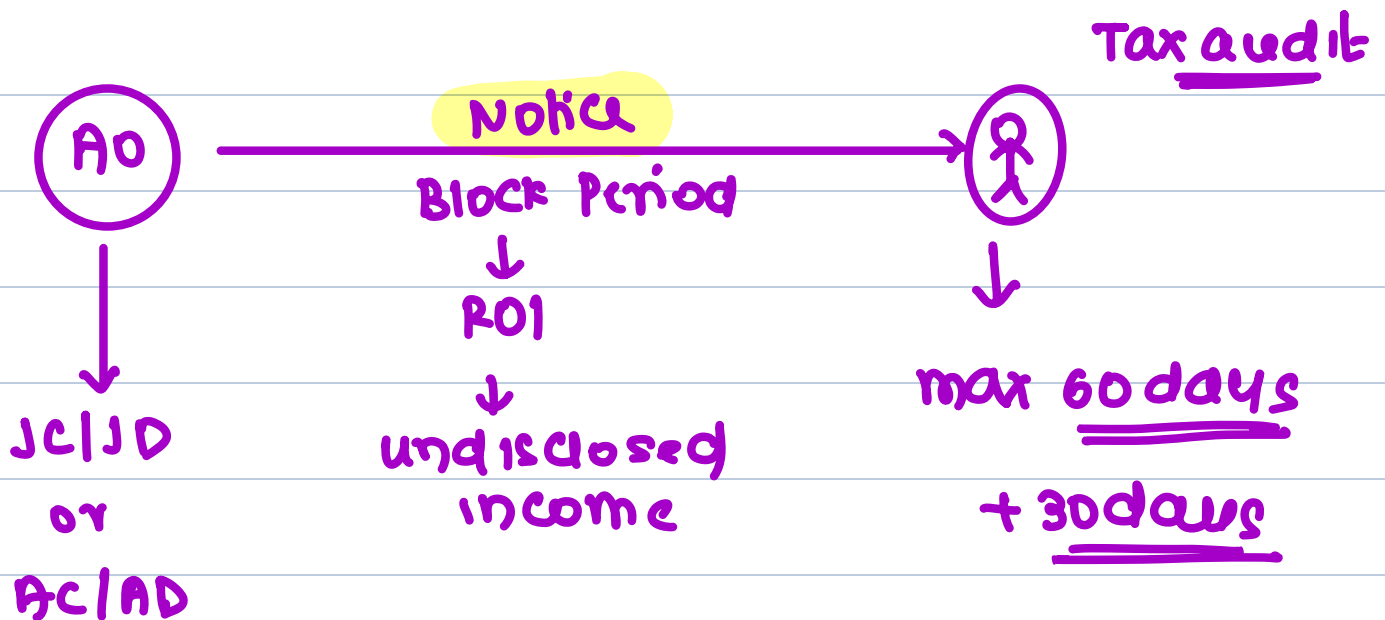 Tax audit
AO
Notice
Block Period
ROI
undisclosed
income
JC/JD
or
AC/AD
max 60 days
+ 30 days